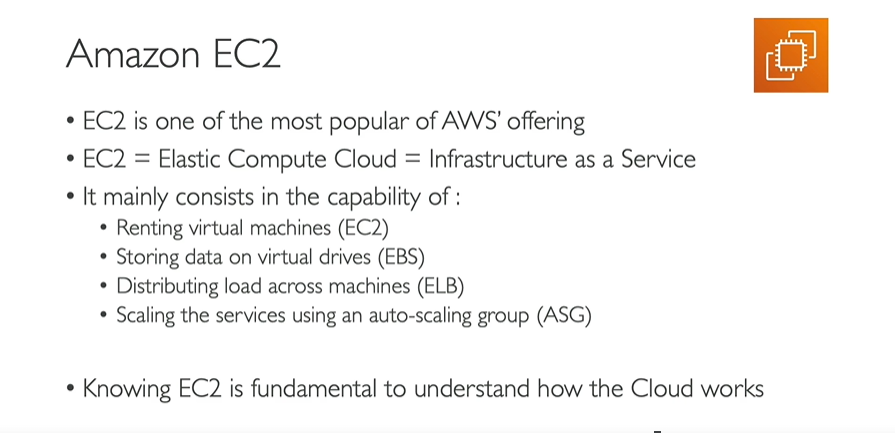 Amazon EC2
• EC2 is one of the most popular of AWS' offering
• EC2 = Elastic Compute Cloud = Infrastructure as a Service
• It mainly consists in the capability of :
• Renting virtual machines (EC2)
• Storing data on virtual drives (EBS)
• Distributing load across machines (ELB)
• Scaling the services using an auto-scaling group (ASG)
• Knowing EC2 is fundamental to understand how the Cloud works